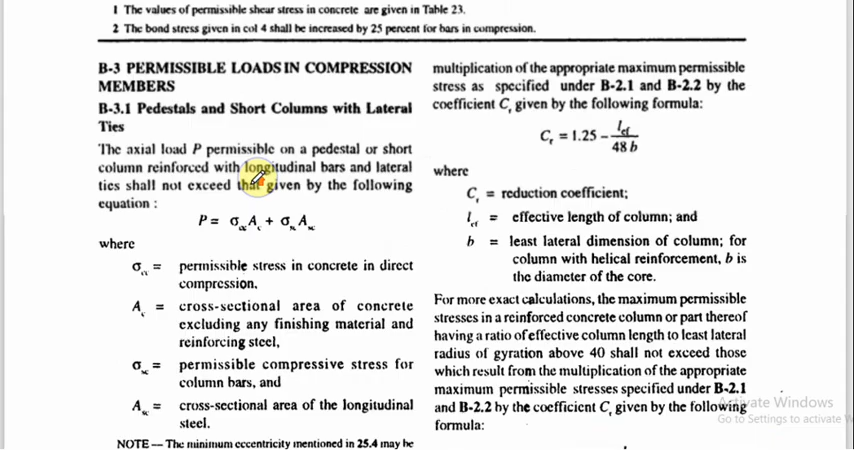 1 The values of permissible shear stress in concrete are given in Table 23.
2 The bond stress given in col 4 shall be increased by 25 percent for bars in compression.
B-3 PERMISSIBLE LOADS IN COMPRESSION
MEMBERS
B-3.1 Pedestals and Short Columns with Lateral
Ties
The axial load P permissible on a pedestal or short
column reinforced with longitudinal bars and lateral
ties shall not exceed that given by the following
equation :
P = σcc Ac + σsc Asc
where
σcc = permissible stress in concrete in direct
compression,
Ac = cross-sectional area of concrete
excluding any finishing material and
reinforcing steel,
σsc = permissible compressive stress for
column bars, and
Asc = cross-sectional area of the longitudinal
steel.
NOTE — The minimum eccentricity mentioned in 25.4 may be
multiplication of the appropriate maximum permissible
stress as specified under B-2.1 and B-2.2 by the
coefficient Cr given by the following formula:
Cr = 1.25 - lef / 48 b
where
Cr = reduction coefficient;
lef = effective length of column; and
b = least lateral dimension of column; for
column with helical reinforcement, b is
the diameter of the core.
For more exact calculations, the maximum permissible
stresses in a reinforced concrete column or part thereof
having a ratio of effective column length to least lateral
radius of gyration above 40 shall not exceed those
which result from the multiplication of the appropriate
maximum permissible stresses specified under B-2.1
and B-2.2 by the coefficient Cr given by the following
formula:
Activate Windows
Go to Settings to activate W